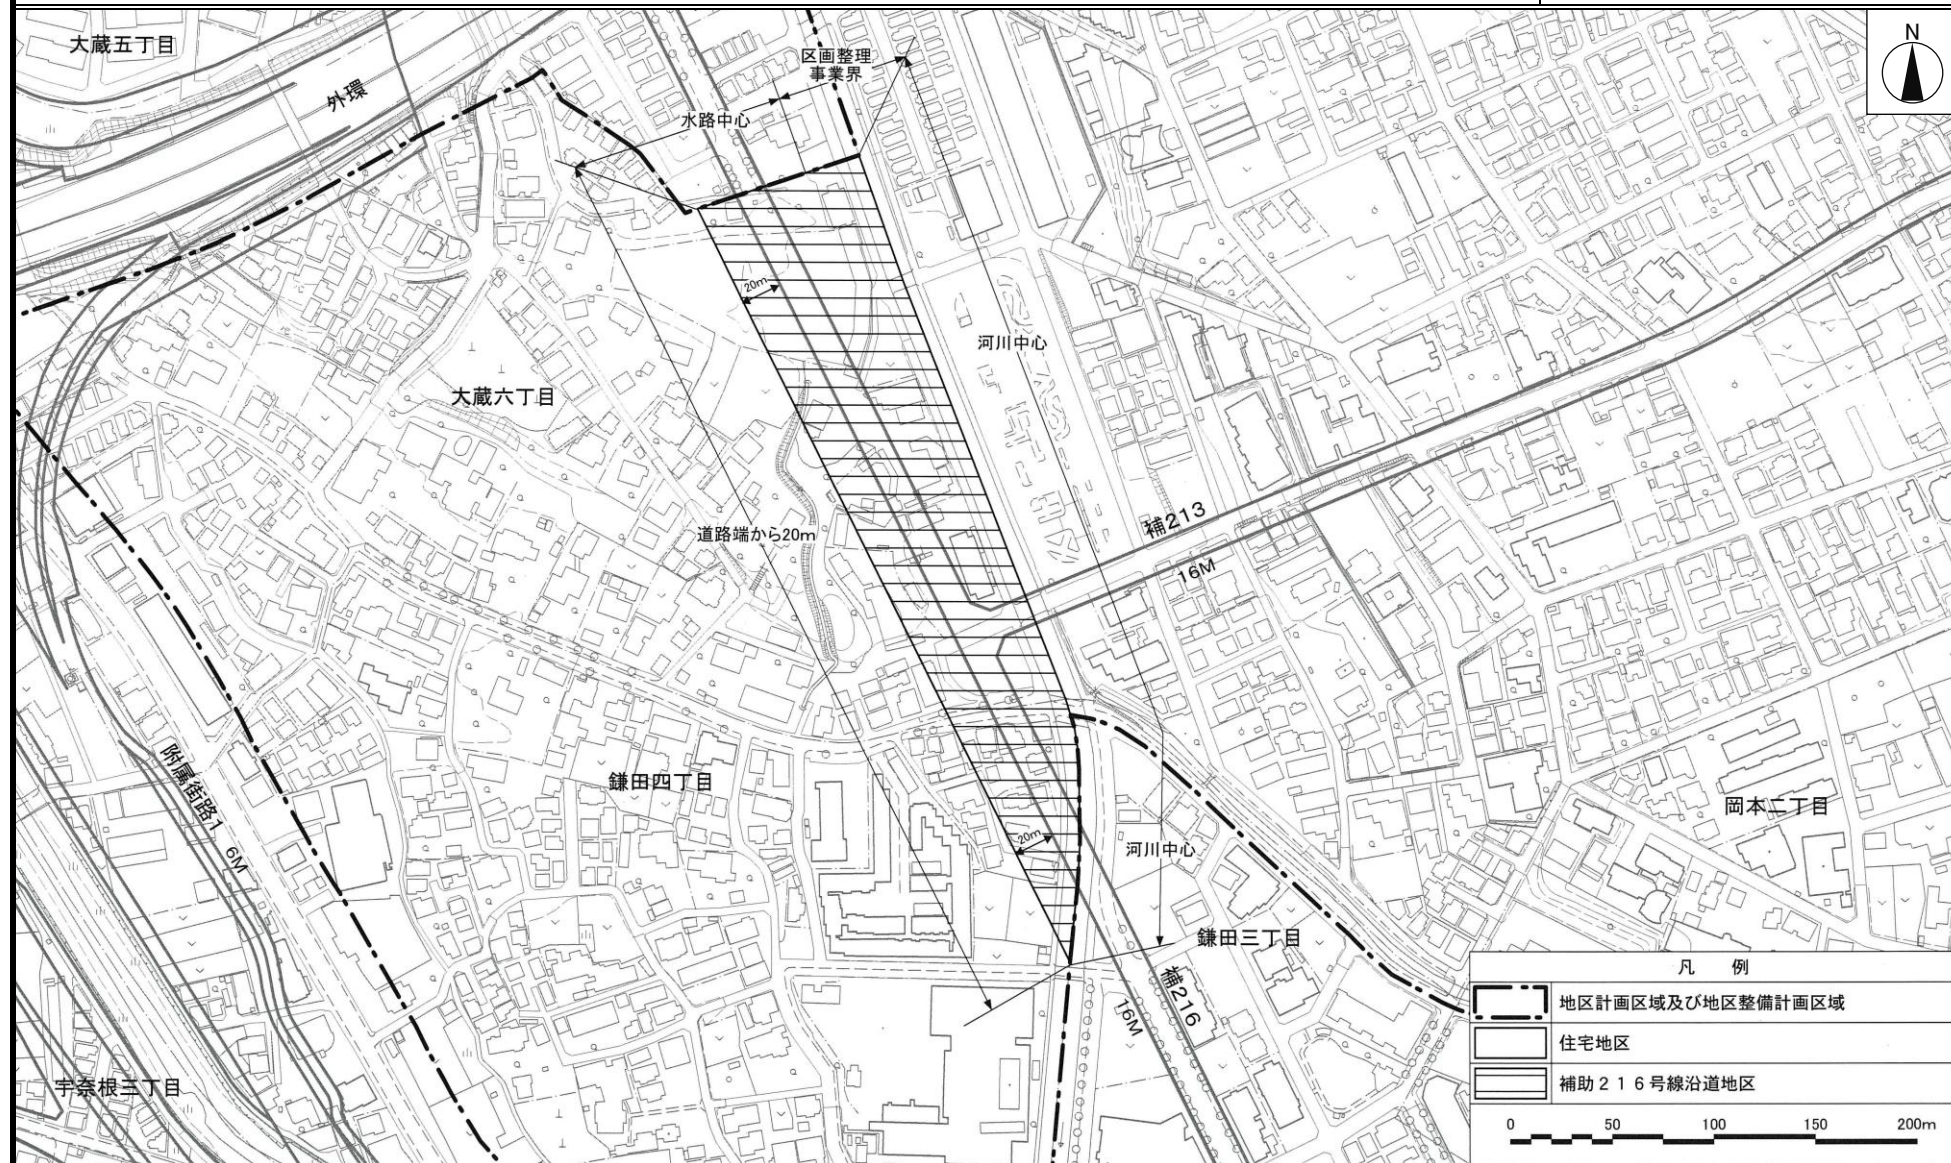 大蔵五丁目
外環
区画整理
事業界
水路中心
N
20m
河川中心
大蔵六丁目
道路端から20m
補213
16M
附属街路1
6M
鎌田四丁目
岡本二丁目
20m
河川中心
鎌田三丁目
補216
16M
宇奈根三丁目
凡 例
地区計画区域及び地区整備計画区域
住宅地区
補助216号線沿道地区
0 50 100 150 200m